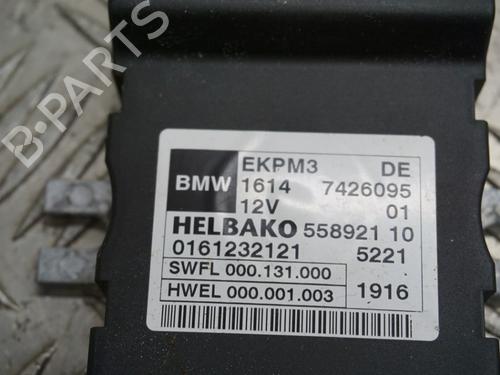 B-PARTS
EKPM3 DE
BMW 1614 7426095
12V 01
HELBAKO 558921 10
0161232121 5221
SWFL 000.131.000
HWEL 000.001.003 1916